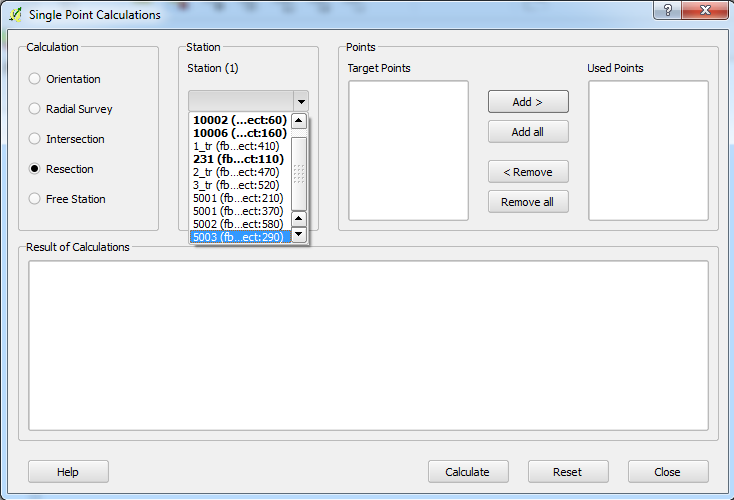 Single Point Calculations
?
Calculation
Orientation
Radial Survey
Intersection
Resection
Free Station
Station
Station (1)
10002 (...ect:60)
10006 (...ct:160)
1_tr (fb...ect:410)
231 (fb...ct:110)
2_tr (fb...ect:470)
3_tr (fb...ect:520)
5001 (fb...ect:210)
5001 (fb...ect:370)
5002 (fb...ect:580)
5003 (fb...ect:290)
Points
Target Points
Add >
Add all
< Remove
Remove all
Used Points
Result of Calculations
Help
Calculate
Reset
Close